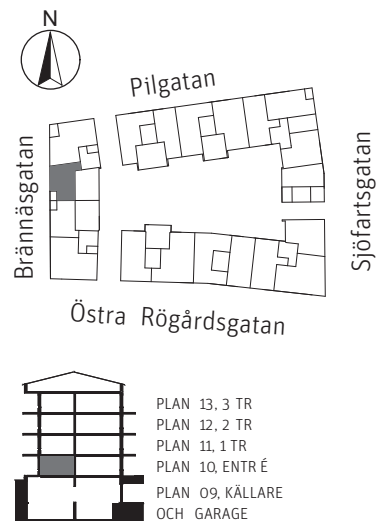 N
Pilgatan
Brännäsgatan
Sjöfartsgatan
Östra Rögårdsgatan
PLAN 13, 3 TR
PLAN 12, 2 TR
PLAN 11, 1 TR
PLAN 10, ENTR É
PLAN 09, KÄLLARE
OCH GARAGE